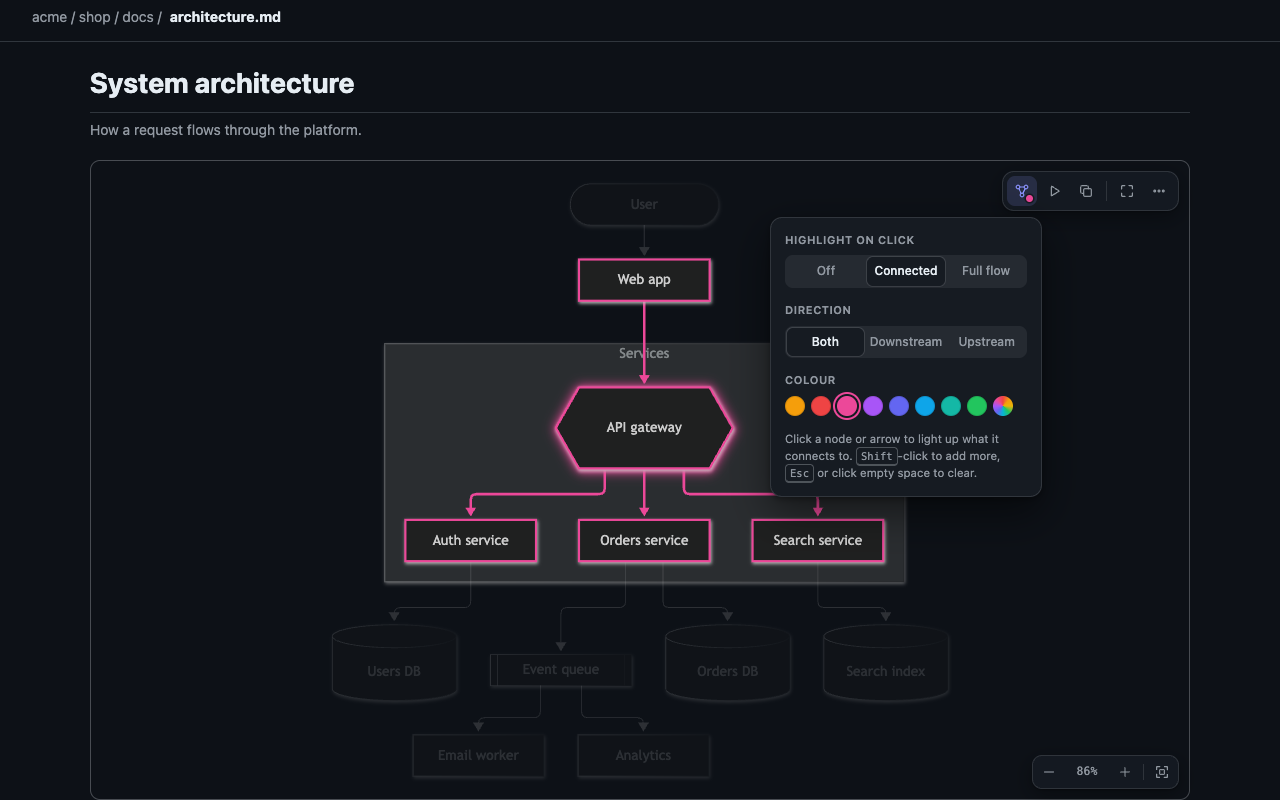 acme / shop / docs / architecture.md
System architecture
How a request flows through the platform.
User
Web app
Services
API gateway
Auth service
Orders service
Search service
Users DB
Event queue
Orders DB
Search index
Email worker
Analytics
HIGHLIGHT ON CLICK
Off
Connected
Full flow
DIRECTION
Both
Downstream
Upstream
COLOUR
Click a node or arrow to light up what it
connects to. Shift-click to add more,
Esc or click empty space to clear.
86%